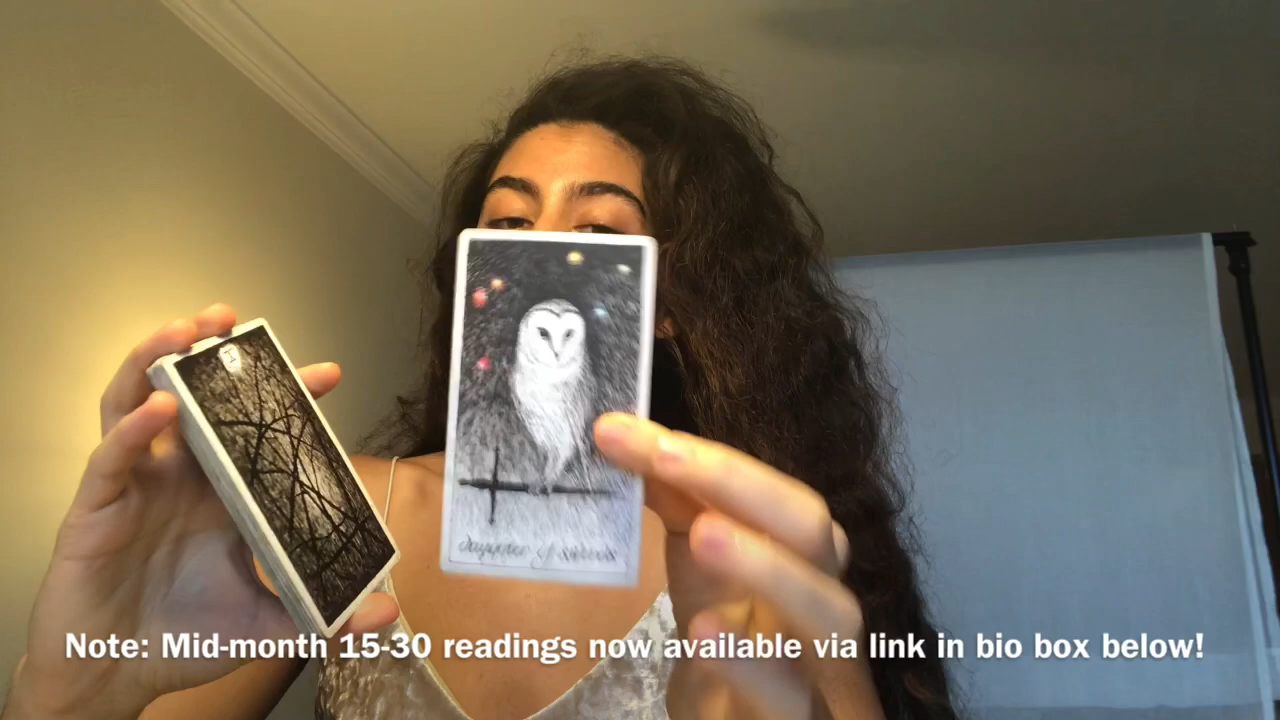 daughter of swords
Note: Mid-month 15-30 readings now available via link in bio box below!